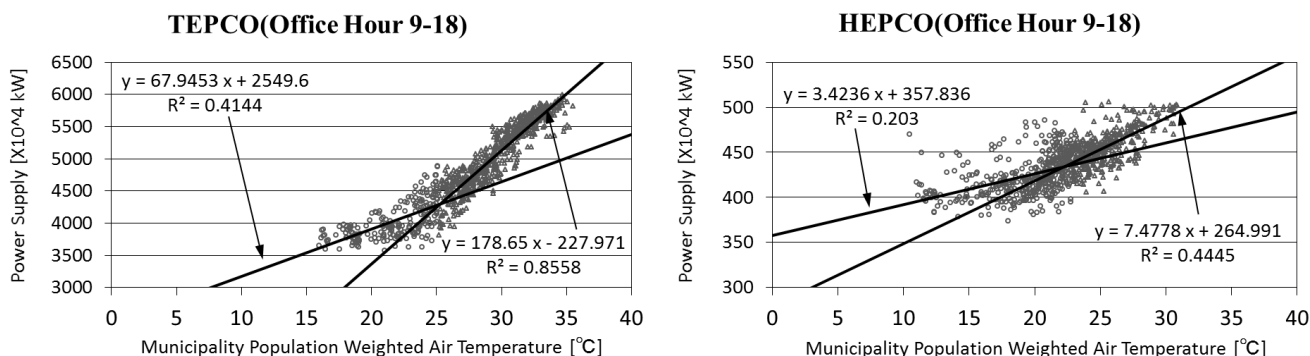 TEPCO(Office Hour 9-18)
Power Supply [X10^4 kW]
6500
6000
5500
5000
4500
4000
3500
3000
y = 67.9453 x + 2549.6
R² = 0.4144
y = 178.65 x - 227.971
R² = 0.8558
0 5 10 15 20 25 30 35 40
Municipality Population Weighted Air Temperature [℃]
HEPCO(Office Hour 9-18)
Power Supply [X10^4 kW]
550
500
450
400
350
300
y = 3.4236 x + 357.836
R² = 0.203
y = 7.4778 x + 264.991
R² = 0.4445
0 5 10 15 20 25 30 35 40
Municipality Population Weighted Air Temperature [℃]